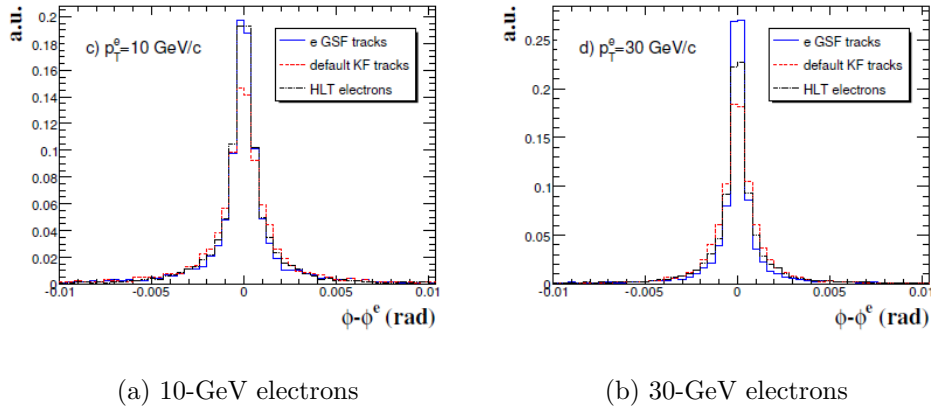 a.u.
0.2
0.18
0.16
0.14
0.12
0.1
0.08
0.06
0.04
0.02
0
c) p_T^e=10 GeV/c
e GSF tracks
default KF tracks
HLT electrons
-0.01
-0.005
0
0.005
0.01
ϕ-ϕ^e (rad)
a.u.
0.25
0.2
0.15
0.1
0.05
0
d) p_T^e=30 GeV/c
e GSF tracks
default KF tracks
HLT electrons
-0.01
-0.005
0
0.005
0.01
ϕ-ϕ^e (rad)
(a) 10-GeV electrons
(b) 30-GeV electrons